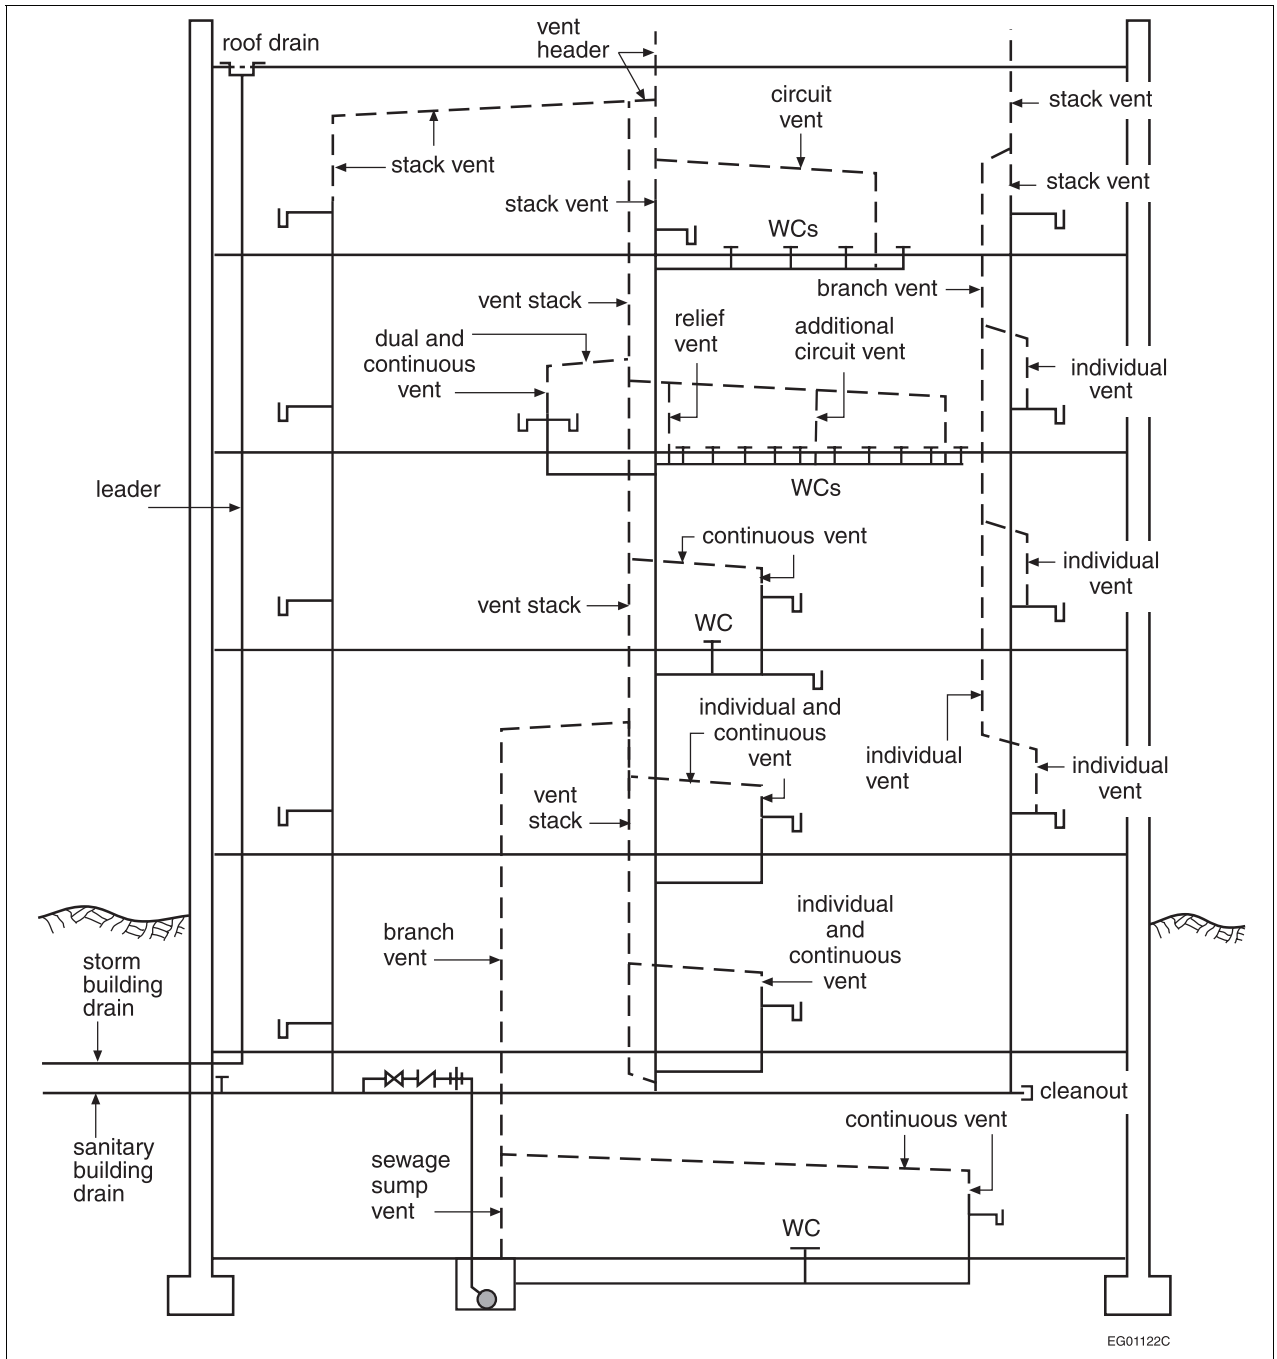 roof drain
vent
header
circuit
vent
stack vent
stack vent
stack vent
stack vent
WCs
branch vent
vent stack
relief
vent
additional
circuit vent
dual and
continuous
vent
individual
vent
leader
WCs
continuous vent
individual
vent
vent stack
WC
individual and
continuous
vent
individual
vent
individual
vent
vent
stack
individual
and
continuous
vent
branch
vent
storm
building
drain
cleanout
continuous vent
sanitary
building
drain
sewage
sump
vent
WC
EG01122C